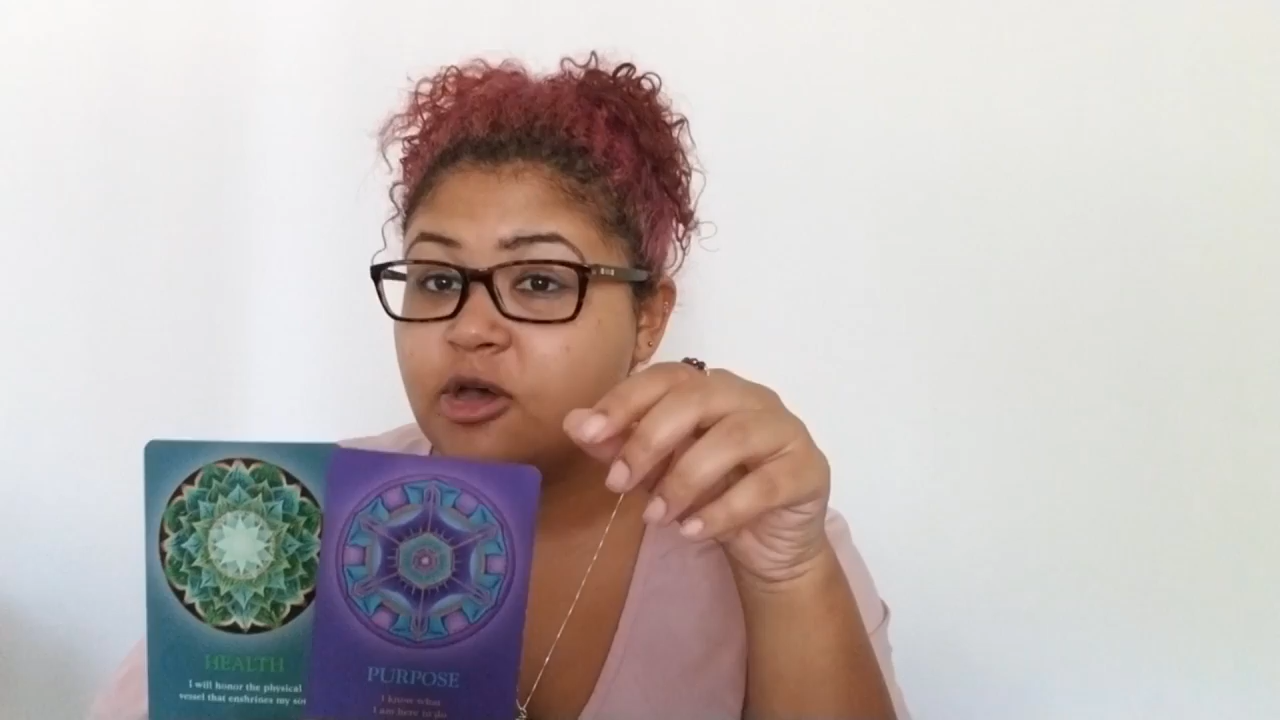 HEALTH
I will honor the physical
vessel that enshrines my
PURPOSE
I know what
I am here to do